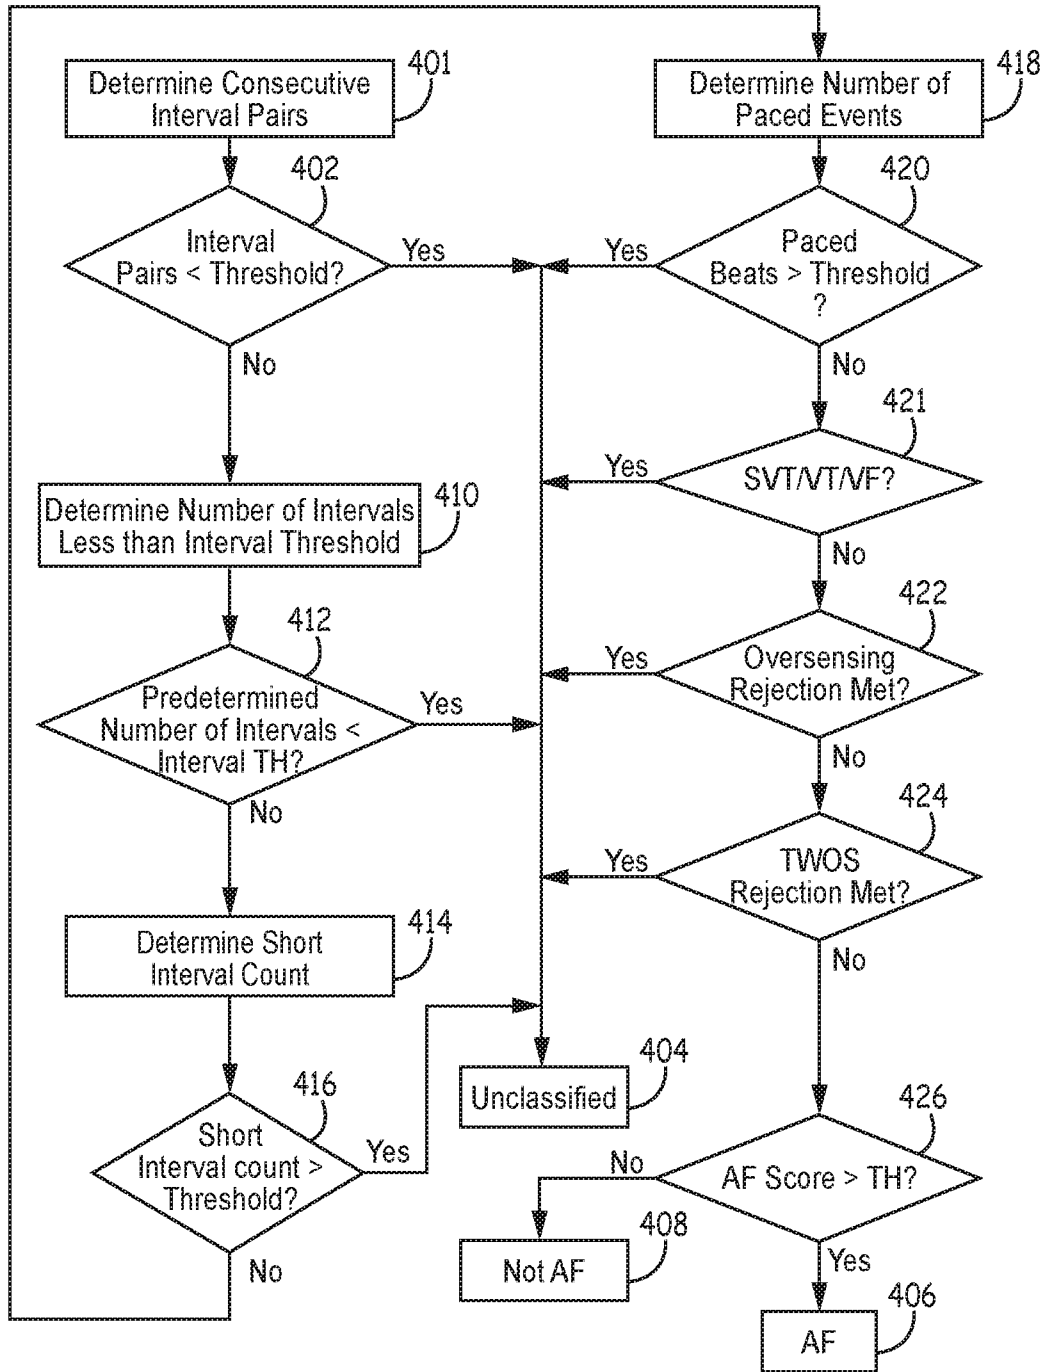 Determine Consecutive
Interval Pairs
401
402
Interval
Pairs < Threshold?
Yes
No
Determine Number of Intervals
Less than Interval Threshold
410
412
Predetermined
Number of Intervals <
Interval TH?
Yes
No
Determine Short
Interval Count
414
416
Short
Interval count >
Threshold?
Yes
No
Determine Number of
Paced Events
418
420
Paced
Beats > Threshold
?
Yes
No
421
SVT/VT/VF?
Yes
No
422
Oversensing
Rejection Met?
Yes
No
424
TWOS
Rejection Met?
Yes
No
404
Unclassified
426
AF Score > TH?
No
Yes
408
Not AF
406
AF